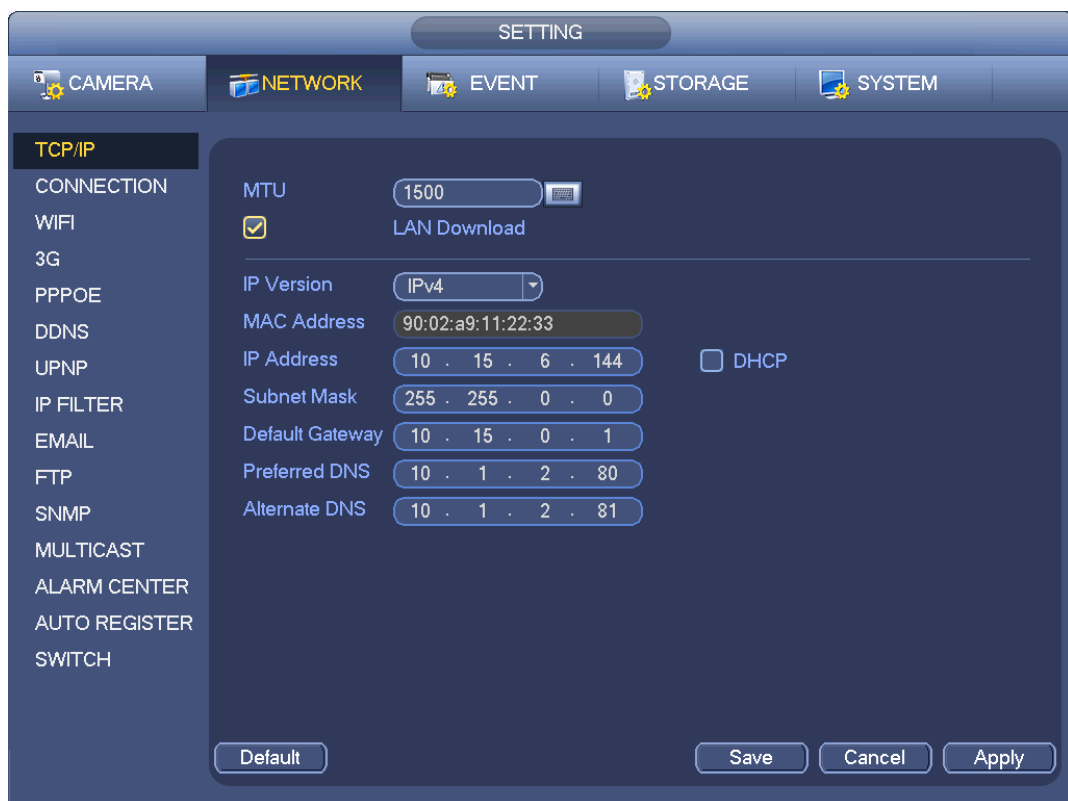 SETTING
CAMERA NETWORK EVENT STORAGE SYSTEM
TCP/IP
CONNECTION
WIFI
3G
PPPOE
DDNS
UPNP
IP FILTER
EMAIL
FTP
SNMP
MULTICAST
ALARM CENTER
AUTO REGISTER
SWITCH
MTU 1500
LAN Download
IP Version IPv4
MAC Address 90:02:a9:11:22:33
IP Address 10 . 15 . 6 . 144 DHCP
Subnet Mask 255 . 255 . 0 . 0
Default Gateway 10 . 15 . 0 . 1
Preferred DNS 10 . 1 . 2 . 80
Alternate DNS 10 . 1 . 2 . 81
Default Save Cancel Apply